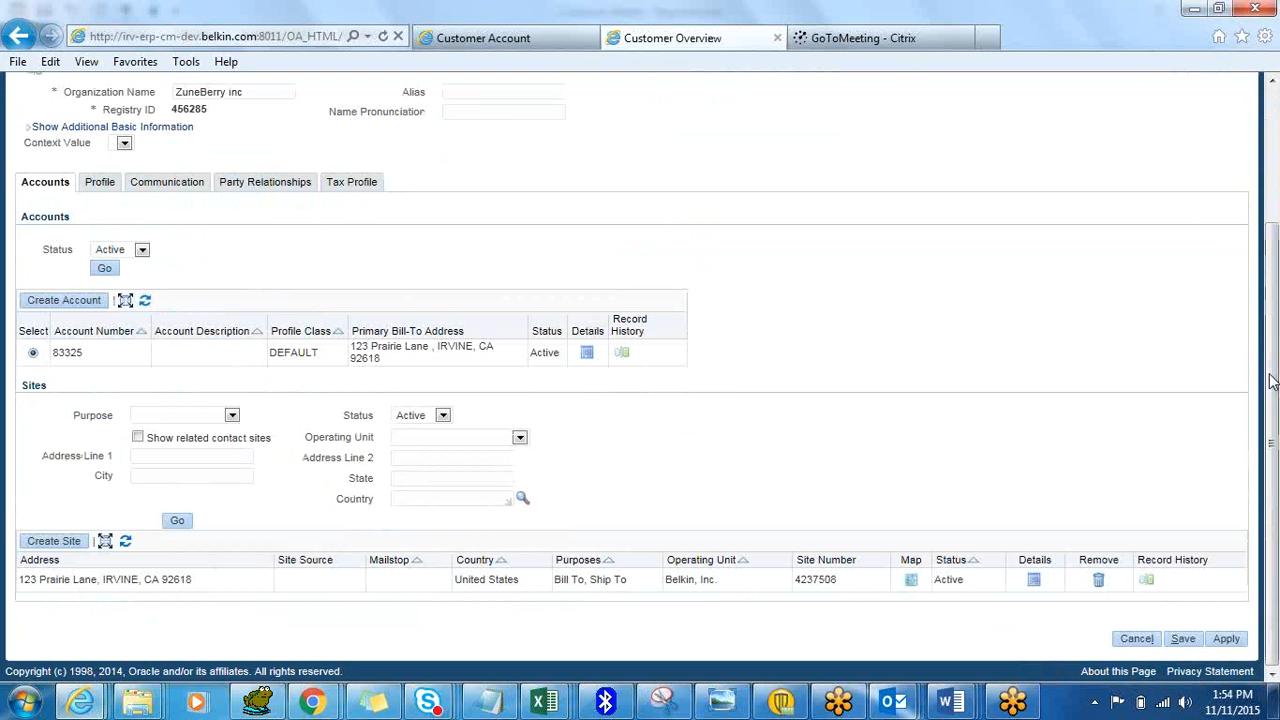 http://irv-erp-cm-dev.belkin.com:8011/OA_HTML/
Customer Account
Customer Overview
GoToMeeting - Citrix
File Edit View Favorites Tools Help
* Organization Name ZuneBerry inc Alias
* Registry ID 456285 Name Pronunciation
Show Additional Basic Information
Context Value
Accounts Profile Communication Party Relationships Tax Profile
Accounts
Status Active
Go
Create Account
Select Account Number Account Description Profile Class Primary Bill-To Address Status Details Record History
83325 DEFAULT 123 Prairie Lane , IRVINE, CA 92618 Active
Sites
Purpose Status Active
Show related contact sites Operating Unit
Address Line 1 Address Line 2
City State
Country
Go
Create Site
Address Site Source Mailstop Country Purposes Operating Unit Site Number Map Status Details Remove Record History
123 Prairie Lane, IRVINE, CA 92618 United States Bill To, Ship To Belkin, Inc. 4237508 Active
Cancel Save Apply
Copyright (c) 1998, 2014, Oracle and/or its affiliates. All rights reserved. About this Page Privacy Statement
1:54 PM
11/11/2015